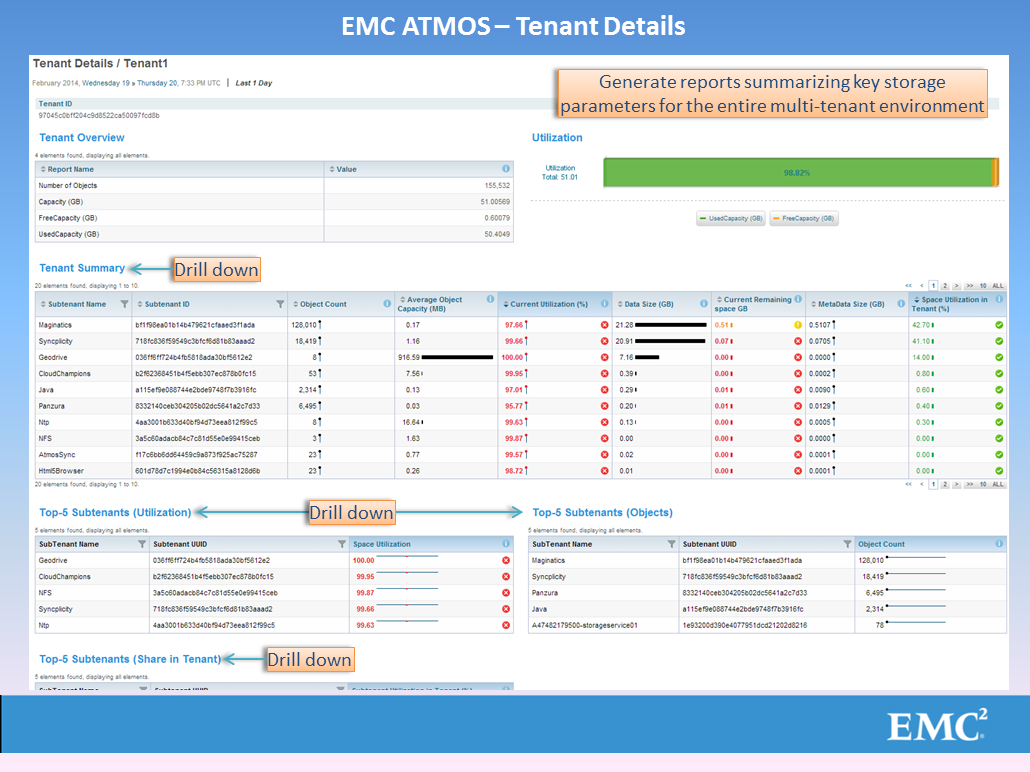 EMC ATMOS – Tenant Details
Tenant Details / Tenant1
February 2014, Wednesday 19 » Thursday 20, 7:33 PM UTC | Last 1 Day
Generate reports summarizing key storage
parameters for the entire multi-tenant environment
Tenant ID
97045c0bff204c9d8522ca50097fcd8b
Tenant Overview
4 elements found, displaying all elements.
Report Name Value
Number of Objects 155,532
Capacity (GB) 51.00569
FreeCapacity (GB) 0.60079
UsedCapacity (GB) 50.4049
Utilization
Utilization
Total: 51.01
98.82%
UsedCapacity (GB) FreeCapacity (GB)
Tenant Summary
Drill down
20 elements found, displaying 1 to 10.
<< < 1 2 > >> 10 ALL
Subtenant Name Subtenant ID Object Count Average Object Capacity (MB) Current Utilization (%) Data Size (GB) Current Remaining space GB MetaData Size (GB) Space Utilization in Tenant (%)
Maginatics bf1f98ea01b14b479621cfaaed3f1ada 128,010 0.17 97.66 21.28 0.51 0.5107 42.70
Syncplicity 718fc836f59549c3bfcf6d81b83aaad2 18,419 1.16 99.66 20.91 0.07 0.0705 41.10
Geodrive 036ff6ff724b4fb5818ada30bf5612e2 8 916.59 100.00 7.16 0.00 0.0000 14.00
CloudChampions b2f62368451b4f5ebb307ec878b0fc15 53 7.56 99.95 0.39 0.00 0.0002 0.80
Java a115ef9e088744e2bde9748f7b3916fc 2,314 0.13 97.01 0.29 0.01 0.0090 0.60
Panzura 8332140ceb304205b02dc5641a2c7d33 6,495 0.03 95.77 0.20 0.01 0.0129 0.40
Ntp 4aa3001b633d40bf94d73eea812f99c5 8 16.64 99.63 0.13 0.00 0.0005 0.30
NFS 3a5c60adacb84c7c81d55e0e99415ceb 3 1.63 99.87 0.00 0.00 0.0000 0.00
AtmosSync f17c6bb6dd64459c9a873f925ac75287 23 0.77 99.57 0.02 0.00 0.0001 0.00
Html5Browser 601d78d7c1994e0b84c56315a8128d6b 23 0.26 98.72 0.01 0.00 0.0001 0.00
20 elements found, displaying 1 to 10.
<< < 1 2 > >> 10 ALL
Top-5 Subtenants (Utilization)
Drill down
5 elements found, displaying all elements.
SubTenant Name Subtenant UUID Space Utilization
Geodrive 036ff6ff724b4fb5818ada30bf5612e2 100.00
CloudChampions b2f62368451b4f5ebb307ec878b0fc15 99.95
NFS 3a5c60adacb84c7c81d55e0e99415ceb 99.87
Syncplicity 718fc836f59549c3bfcf6d81b83aaad2 99.66
Ntp 4aa3001b633d40bf94d73eea812f99c5 99.63
Top-5 Subtenants (Objects)
5 elements found, displaying all elements.
SubTenant Name Subtenant UUID Object Count
Maginatics bf1f98ea01b14b479621cfaaed3f1ada 128,010
Syncplicity 718fc836f59549c3bfcf6d81b83aaad2 18,419
Panzura 8332140ceb304205b02dc5641a2c7d33 6,495
Java a115ef9e088744e2bde9748f7b3916fc 2,314
A47482179500-storageservice01 1e93200d390e4077951dcd21202d8216 78
Top-5 Subtenants (Share in Tenant)
Drill down
5 elements found, displaying all elements.
SubTenant Name Subtenant UUID Subtenant Utilization in Tenant (%)
EMC²